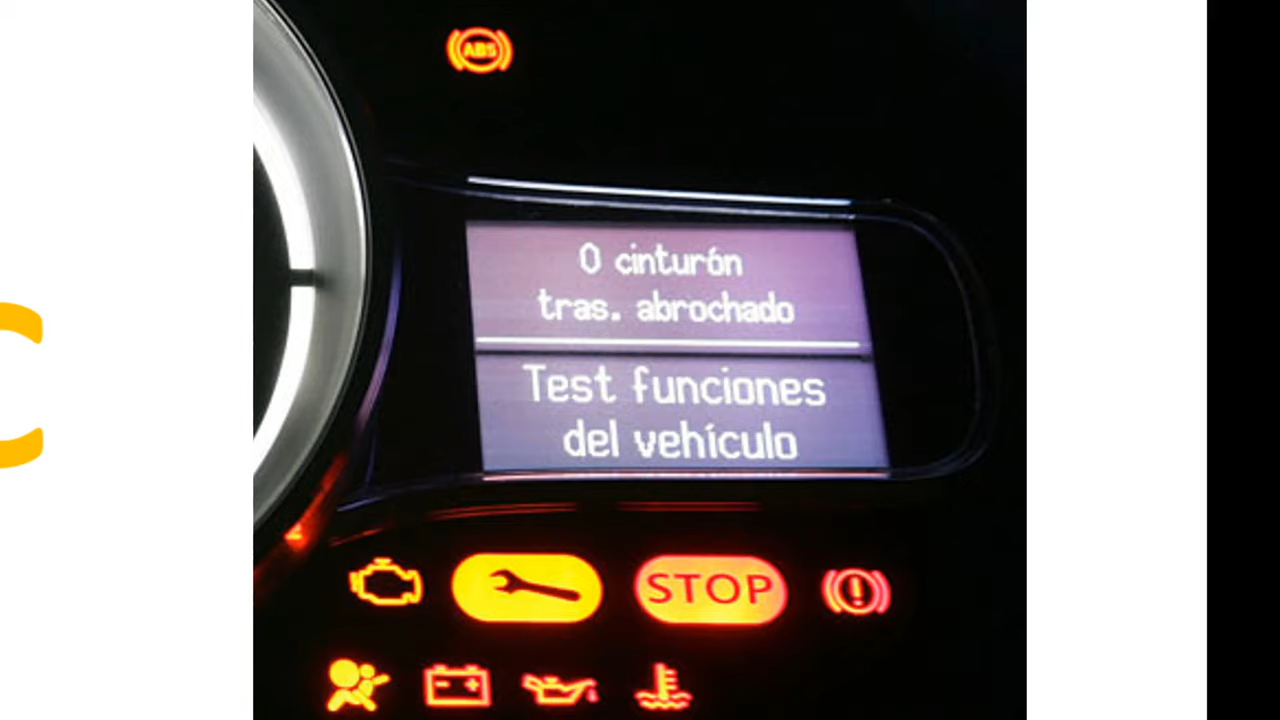 ABS
0 cinturón
tras. abrochado
Test funciones
del vehículo
STOP